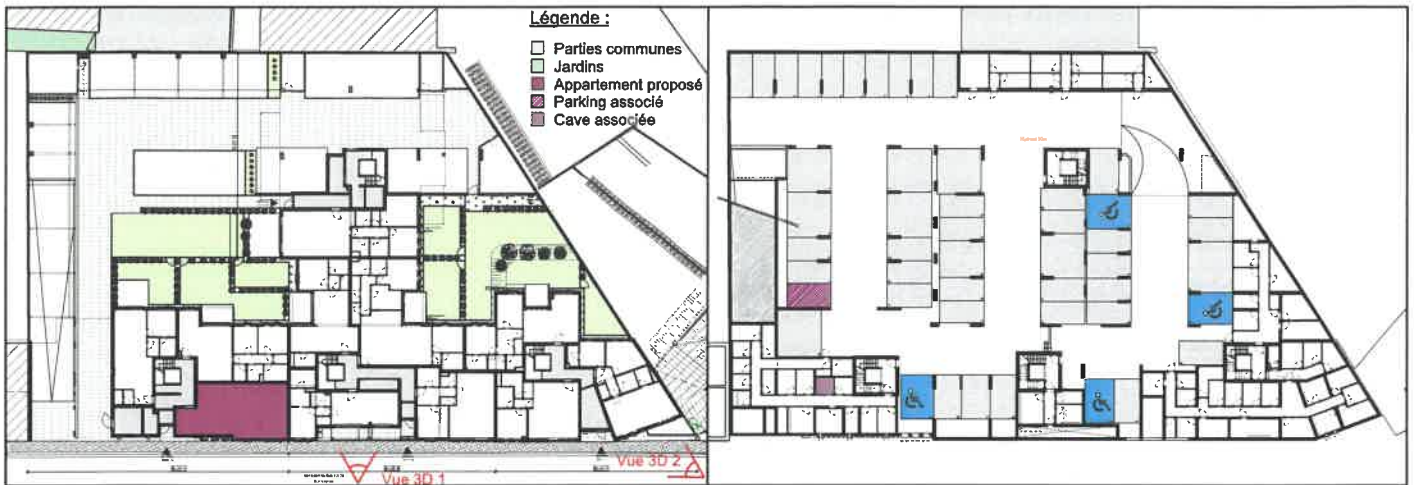 Légende :
Parties communes
Jardins
Appartement proposé
Parking associé
Cave associée
Vue 3D 1
Vue 3D 2